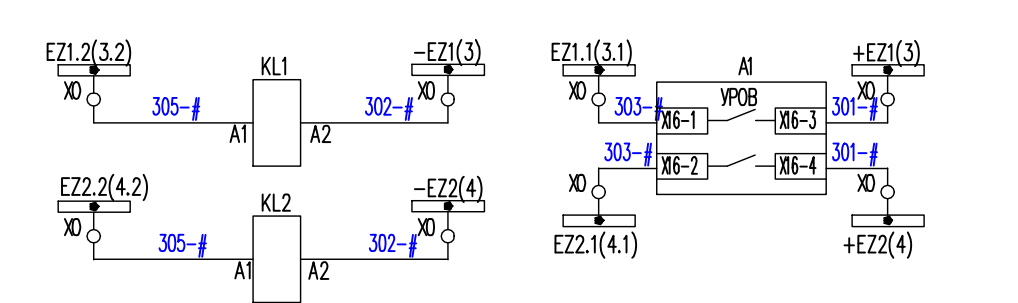 EZ1.2(3.2)
-EZ1(3)
EZ1.1(3.1)
+EZ1(3)
KL1
A1
X0
X0
X0
УРОВ
X0
305-#
302-#
303-#
301-#
X16-1
X16-3
A1
A2
303-#
301-#
X16-2
X16-4
EZ2.2(4.2)
-EZ2(4)
X0
X0
KL2
X0
X0
305-#
302-#
EZ2.1(4.1)
+EZ2(4)
A1
A2